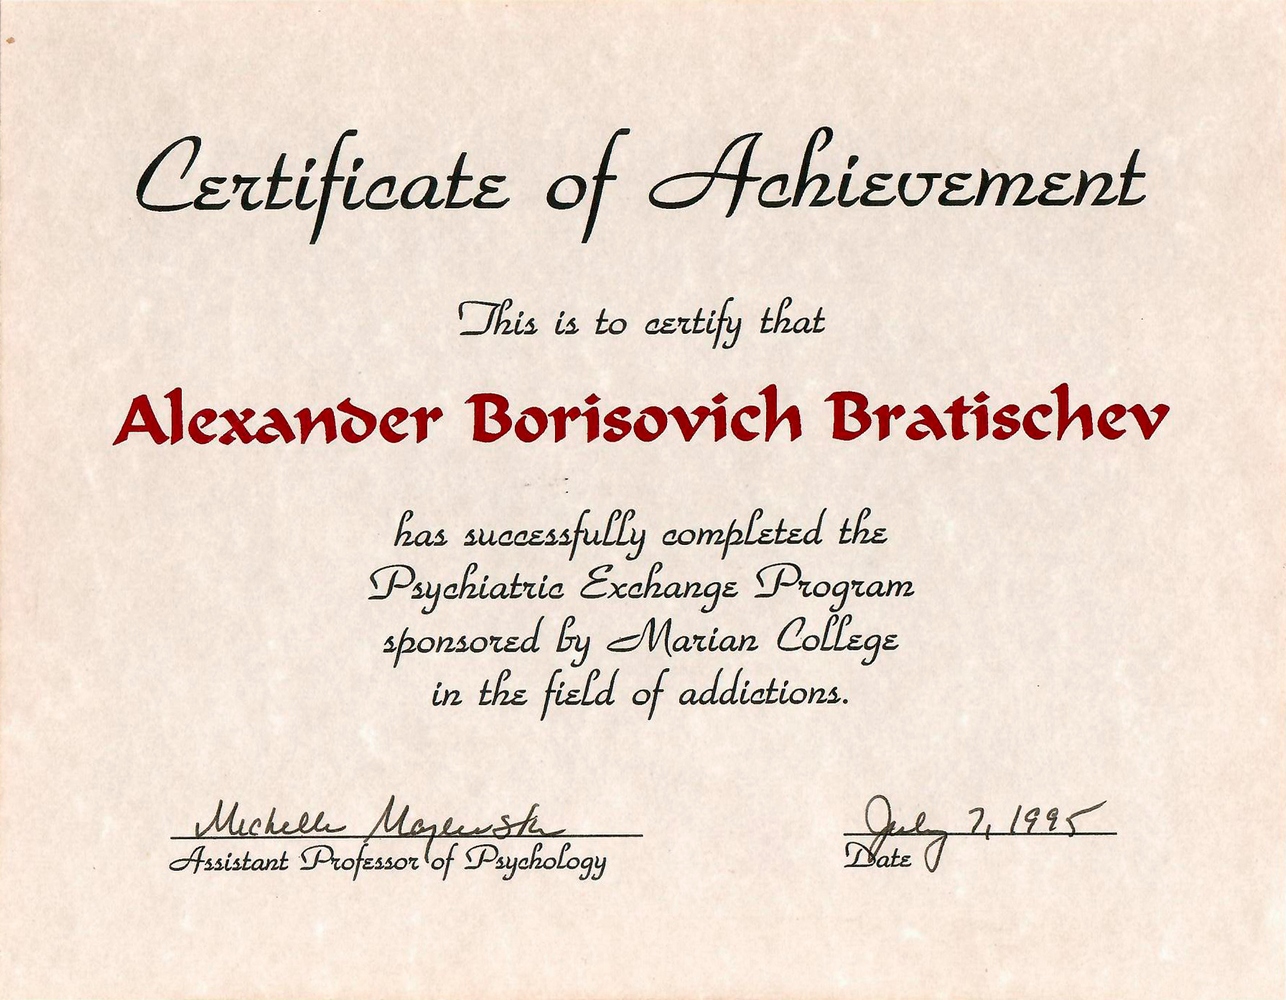 Certificate of Achievement
This is to certify that
Alexander Borisovich Bratischev
has successfully completed the
Psychiatric Exchange Program
sponsored by Marian College
in the field of addictions.
Michelle July 7, 1995
Assistant Professor of Psychology Date